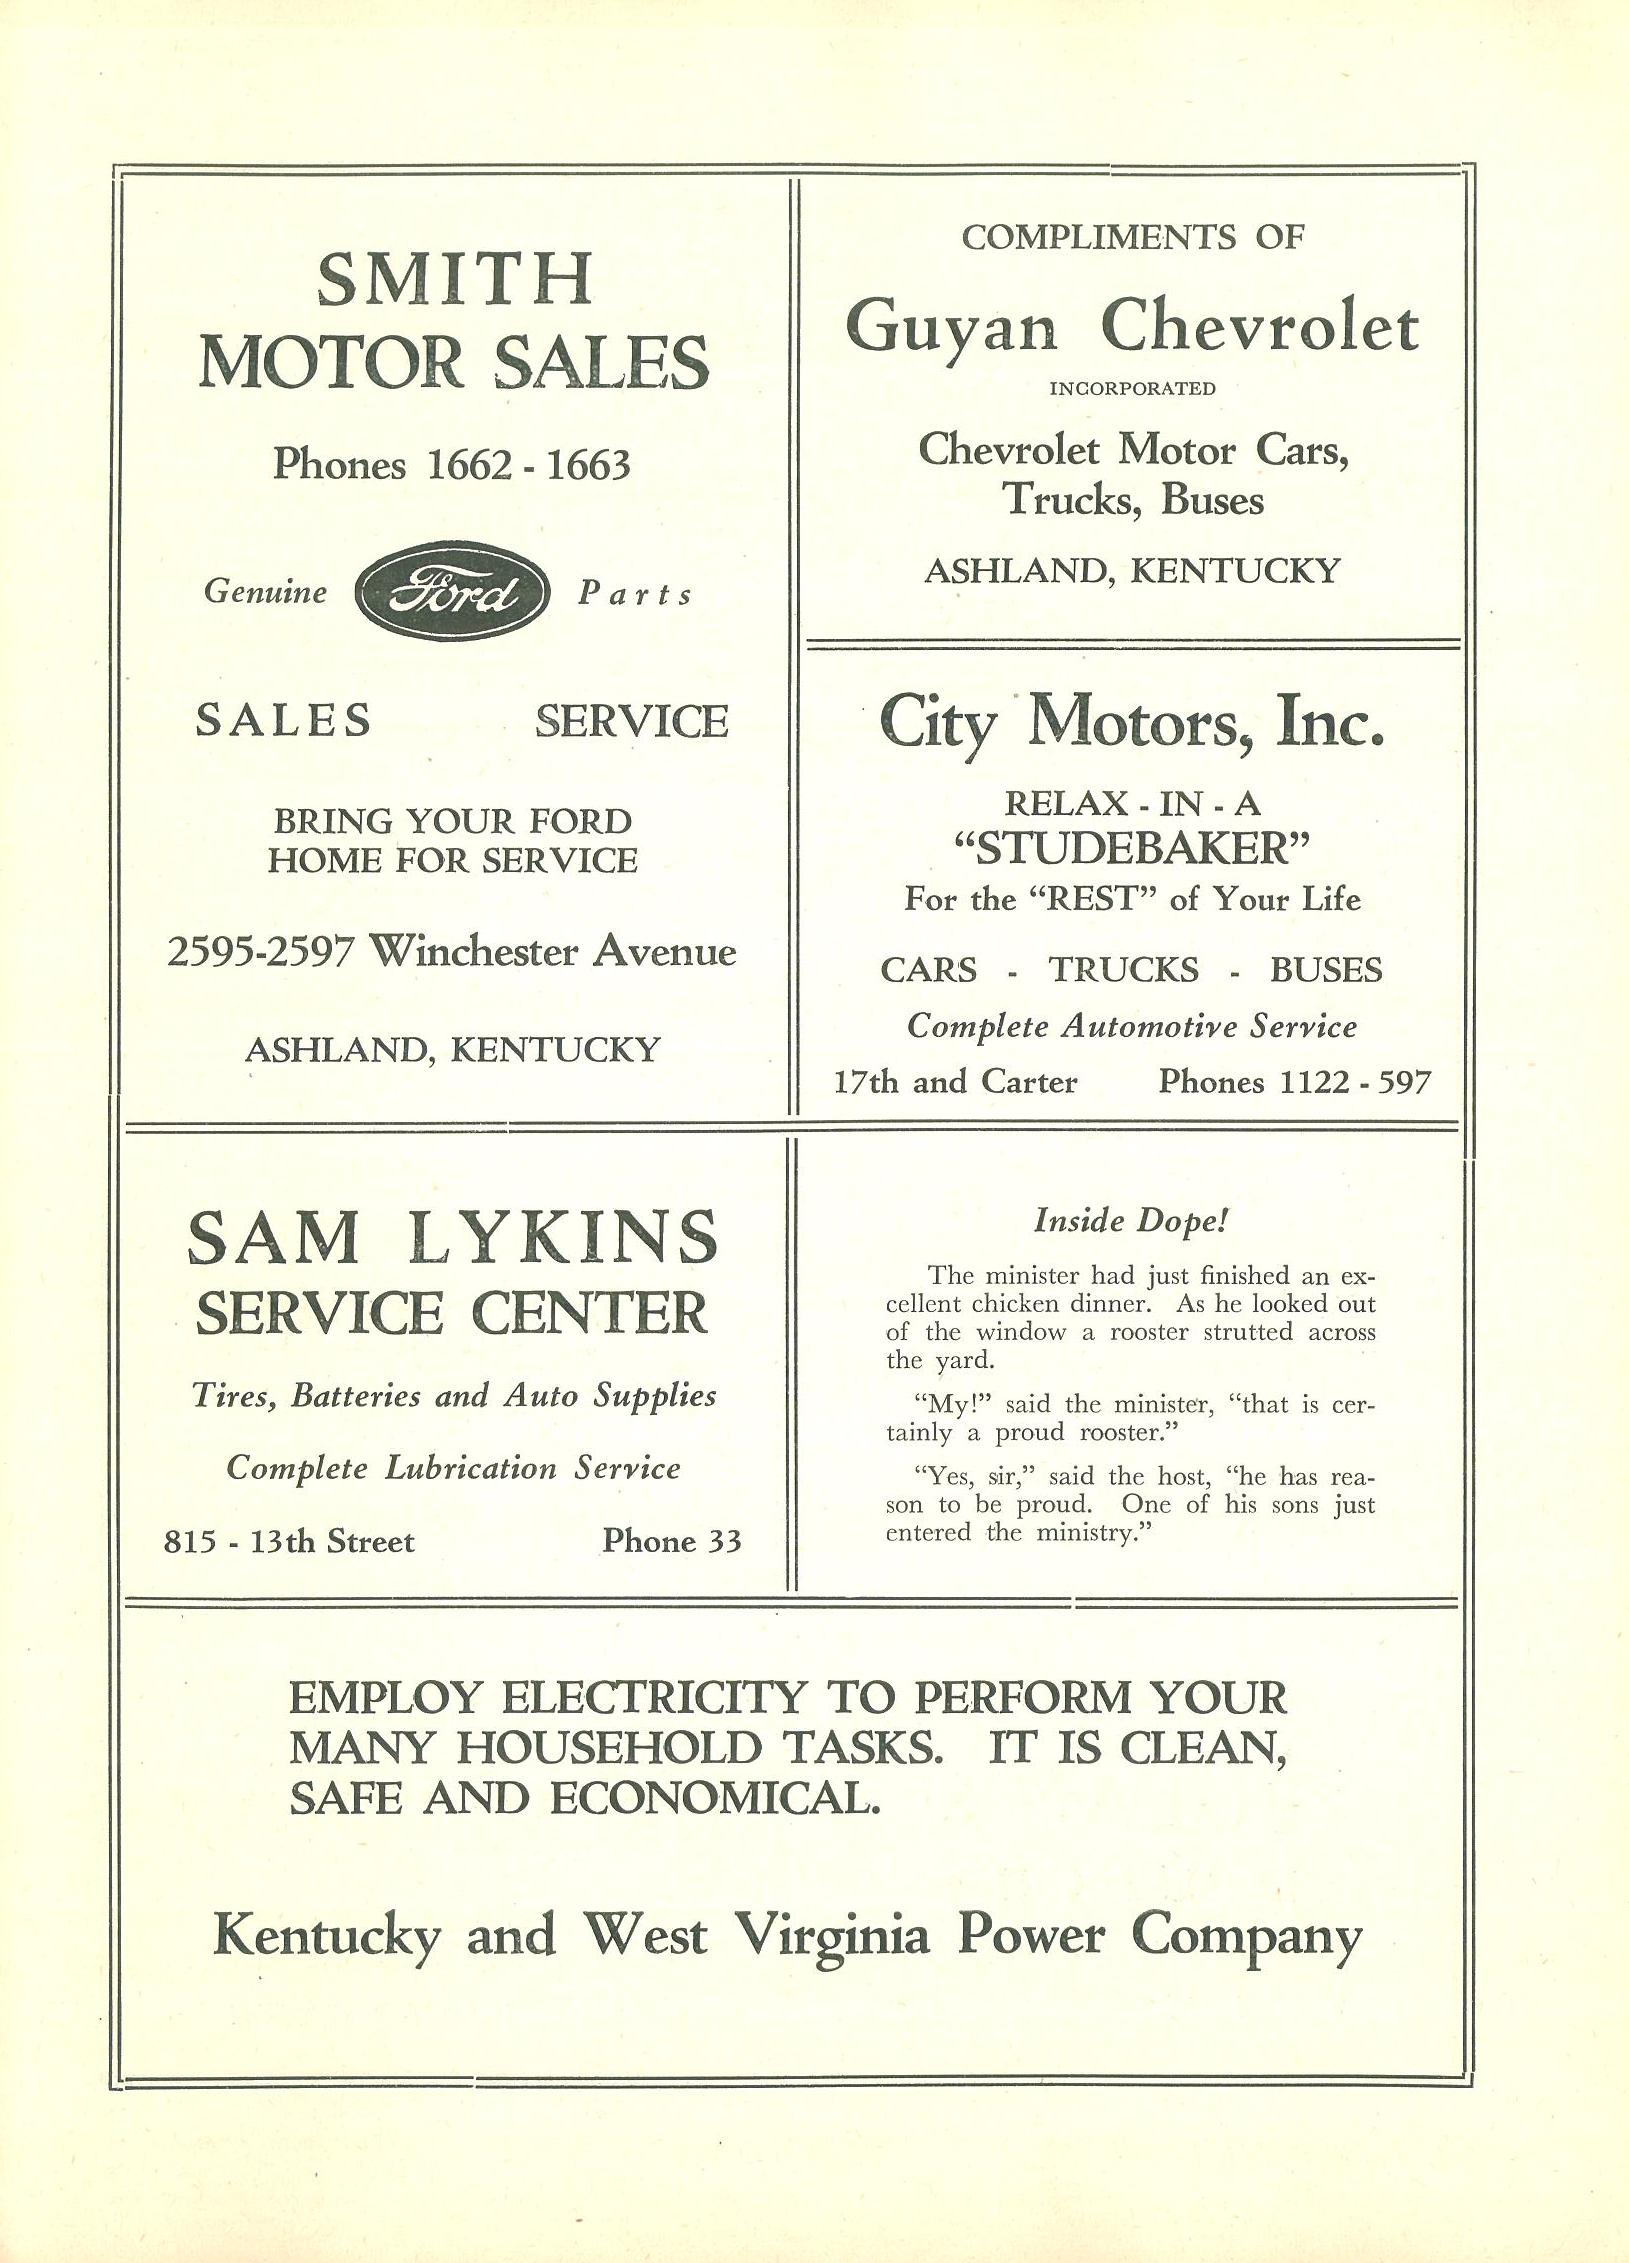 SMITH
MOTOR SALES
Phones 1662 - 1663
Genuine Ford Parts
SALES SERVICE
BRING YOUR FORD
HOME FOR SERVICE
2595-2597 Winchester Avenue
ASHLAND, KENTUCKY
COMPLIMENTS OF
Guyan Chevrolet
INCORPORATED
Chevrolet Motor Cars,
Trucks, Buses
ASHLAND, KENTUCKY
City Motors, Inc.
RELAX - IN - A
“STUDEBAKER”
For the “REST” of Your Life
CARS - TRUCKS - BUSES
Complete Automotive Service
17th and Carter Phones 1122 - 597
SAM LYKINS
SERVICE CENTER
Tires, Batteries and Auto Supplies
Complete Lubrication Service
815 - 13th Street Phone 33
Inside Dope!
The minister had just finished an ex-
cellent chicken dinner. As he looked out
of the window a rooster strutted across
the yard.
“My!” said the minister, “that is cer-
tainly a proud rooster.”
“Yes, sir,” said the host, “he has rea-
son to be proud. One of his sons just
entered the ministry.”
EMPLOY ELECTRICITY TO PERFORM YOUR
MANY HOUSEHOLD TASKS. IT IS CLEAN,
SAFE AND ECONOMICAL.
Kentucky and West Virginia Power Company